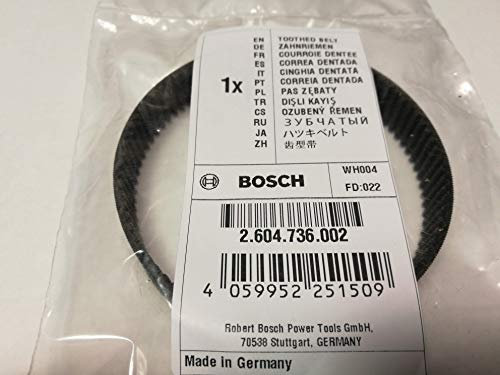 1x
EN TOOTHED BELT
DE ZAHNRIEMEN
FR COURROIE DENTEE
ES CORREA DENTADA
IT CINGHIA DENTATA
PT CORREIA DENTADA
PL PAS ZĘBATY
TR DIŞLI KAYIŞ
CS OZUBENÝ ŘEMEN
RU ЗУБЧАТЫЙ
JA ハツキベルト
ZH 齿型带
BOSCH
WH004
FD:022
2.604.736.002
4 059952 251509
Robert Bosch Power Tools GmbH,
70538 Stuttgart, GERMANY
Made in Germany